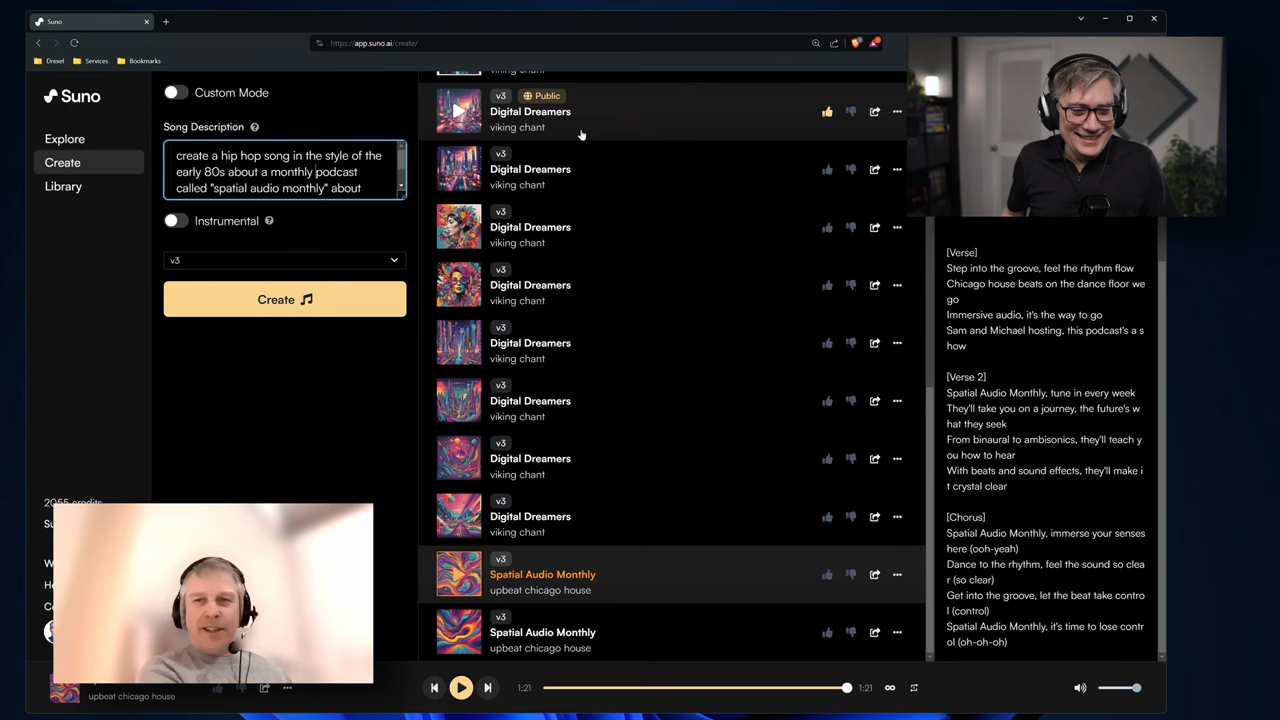 Suno
https://app.suno.ai/create/
Drexel
Services
Bookmarks
Suno
Explore
Create
Library
2055 credits
Custom Mode
Song Description
create a hip hop song in the style of the
early 80s about a monthly podcast
called "spatial audio monthly" about
Instrumental
v3
Create
viking chant
v3 Public
Digital Dreamers
viking chant
v3
Digital Dreamers
viking chant
v3
Digital Dreamers
viking chant
v3
Digital Dreamers
viking chant
v3
Digital Dreamers
viking chant
v3
Digital Dreamers
viking chant
v3
Digital Dreamers
viking chant
v3
Digital Dreamers
viking chant
v3
Spatial Audio Monthly
upbeat chicago house
v3
Spatial Audio Monthly
upbeat chicago house
[Verse]
Step into the groove, feel the rhythm flow
Chicago house beats on the dance floor we
go
Immersive audio, it's the way to go
Sam and Michael hosting, this podcast's a s
how
[Verse 2]
Spatial Audio Monthly, tune in every week
They'll take you on a journey, the future's w
hat they seek
From binaural to ambisonics, they'll teach y
ou how to hear
With beats and sound effects, they'll make i
t crystal clear
[Chorus]
Spatial Audio Monthly, immerse your senses
here (ooh-yeah)
Dance to the rhythm, feel the sound so clea
r (so clear)
Get into the groove, let the beat take contro
l (control)
Spatial Audio Monthly, it's time to lose contr
ol (oh-oh-oh)
upbeat chicago house
1:21
1:21